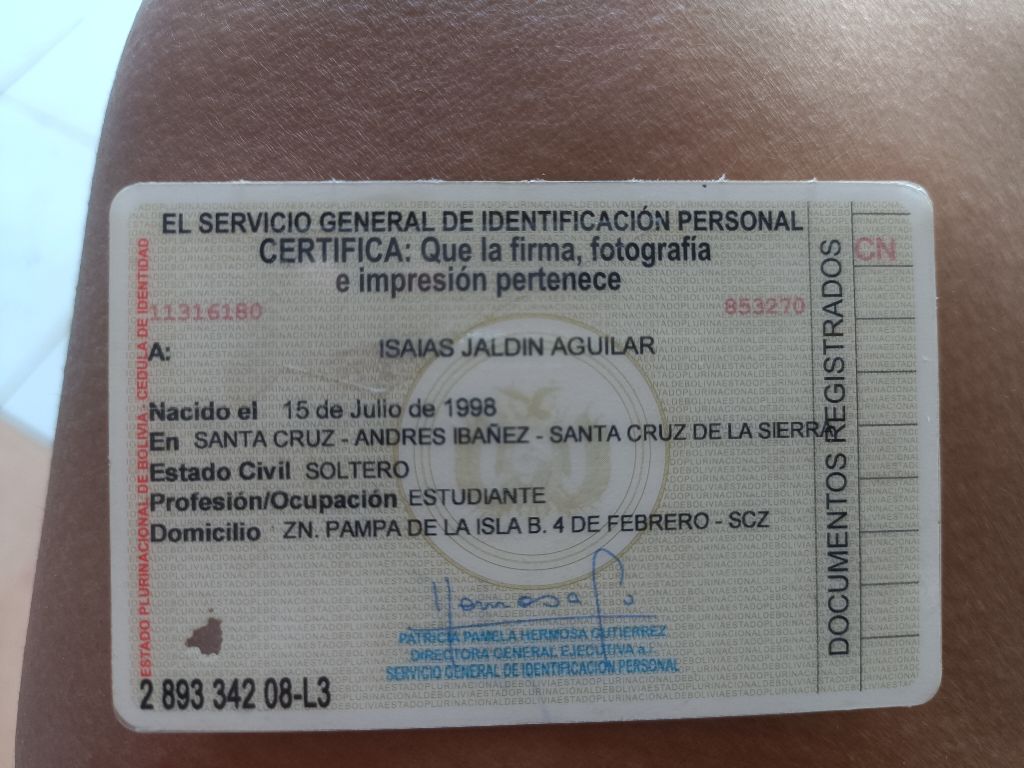 EL SERVICIO GENERAL DE IDENTIFICACIÓN PERSONAL
CERTIFICA: Que la firma, fotografía
e impresión pertenece
11316180 853270
A: ISAIAS JALDIN AGUILAR
Nacido el 15 de Julio de 1998
En SANTA CRUZ - ANDRES IBAÑEZ - SANTA CRUZ DE LA SIERRA
Estado Civil SOLTERO
Profesión/Ocupación ESTUDIANTE
Domicilio ZN. PAMPA DE LA ISLA B. 4 DE FEBRERO - SCZ
Hermosa
PATRICIA PAMELA HERMOSA GUTIERREZ
DIRECTORA GENERAL EJECUTIVA a.i.
SERVICIO GENERAL DE IDENTIFICACIÓN PERSONAL
2 893 342 08-L3
ESTADO PLURINACIONAL DE BOLIVIA - CEDULA DE IDENTIDAD
DOCUMENTOS REGISTRADOS
CN